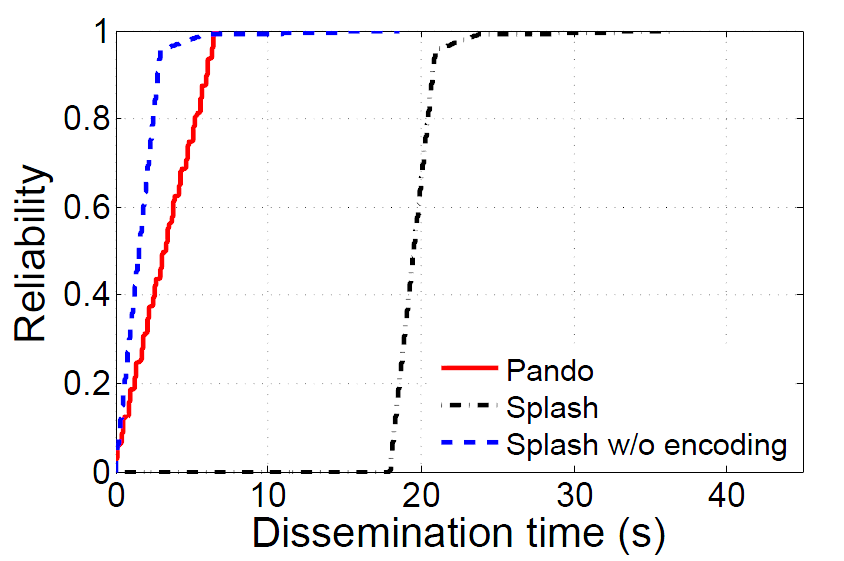 1
0.8
0.6
0.4
0.2
0
Reliability
0 10 20 30 40
Dissemination time (s)
Pando
Splash
Splash w/o encoding